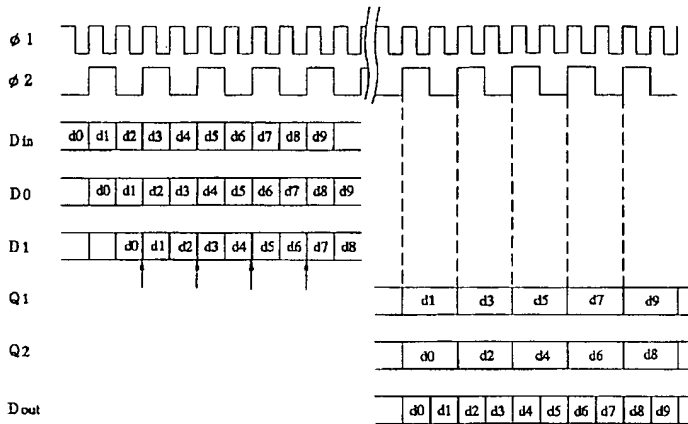 ϕ1
ϕ2
Din d0 d1 d2 d3 d4 d5 d6 d7 d8 d9
D0 d0 d1 d2 d3 d4 d5 d6 d7 d8 d9
D1 d0 d1 d2 d3 d4 d5 d6 d7 d8
Q1 d1 d3 d5 d7 d9
Q2 d0 d2 d4 d6 d8
Dout d0 d1 d2 d3 d4 d5 d6 d7 d8 d9